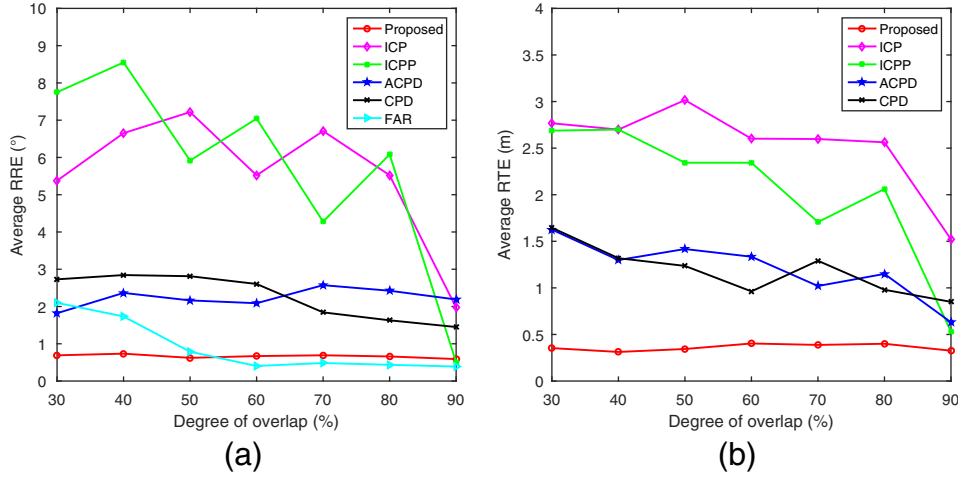 10
9
8
7
6
5
4
3
2
1
0
Average RRE (°)
30 40 50 60 70 80 90
Degree of overlap (%)
Proposed
ICP
ICPP
ACPD
CPD
FAR
(a)
4
3.5
3
2.5
2
1.5
1
0.5
0
Average RTE (m)
30 40 50 60 70 80 90
Degree of overlap (%)
Proposed
ICP
ICPP
ACPD
CPD
(b)